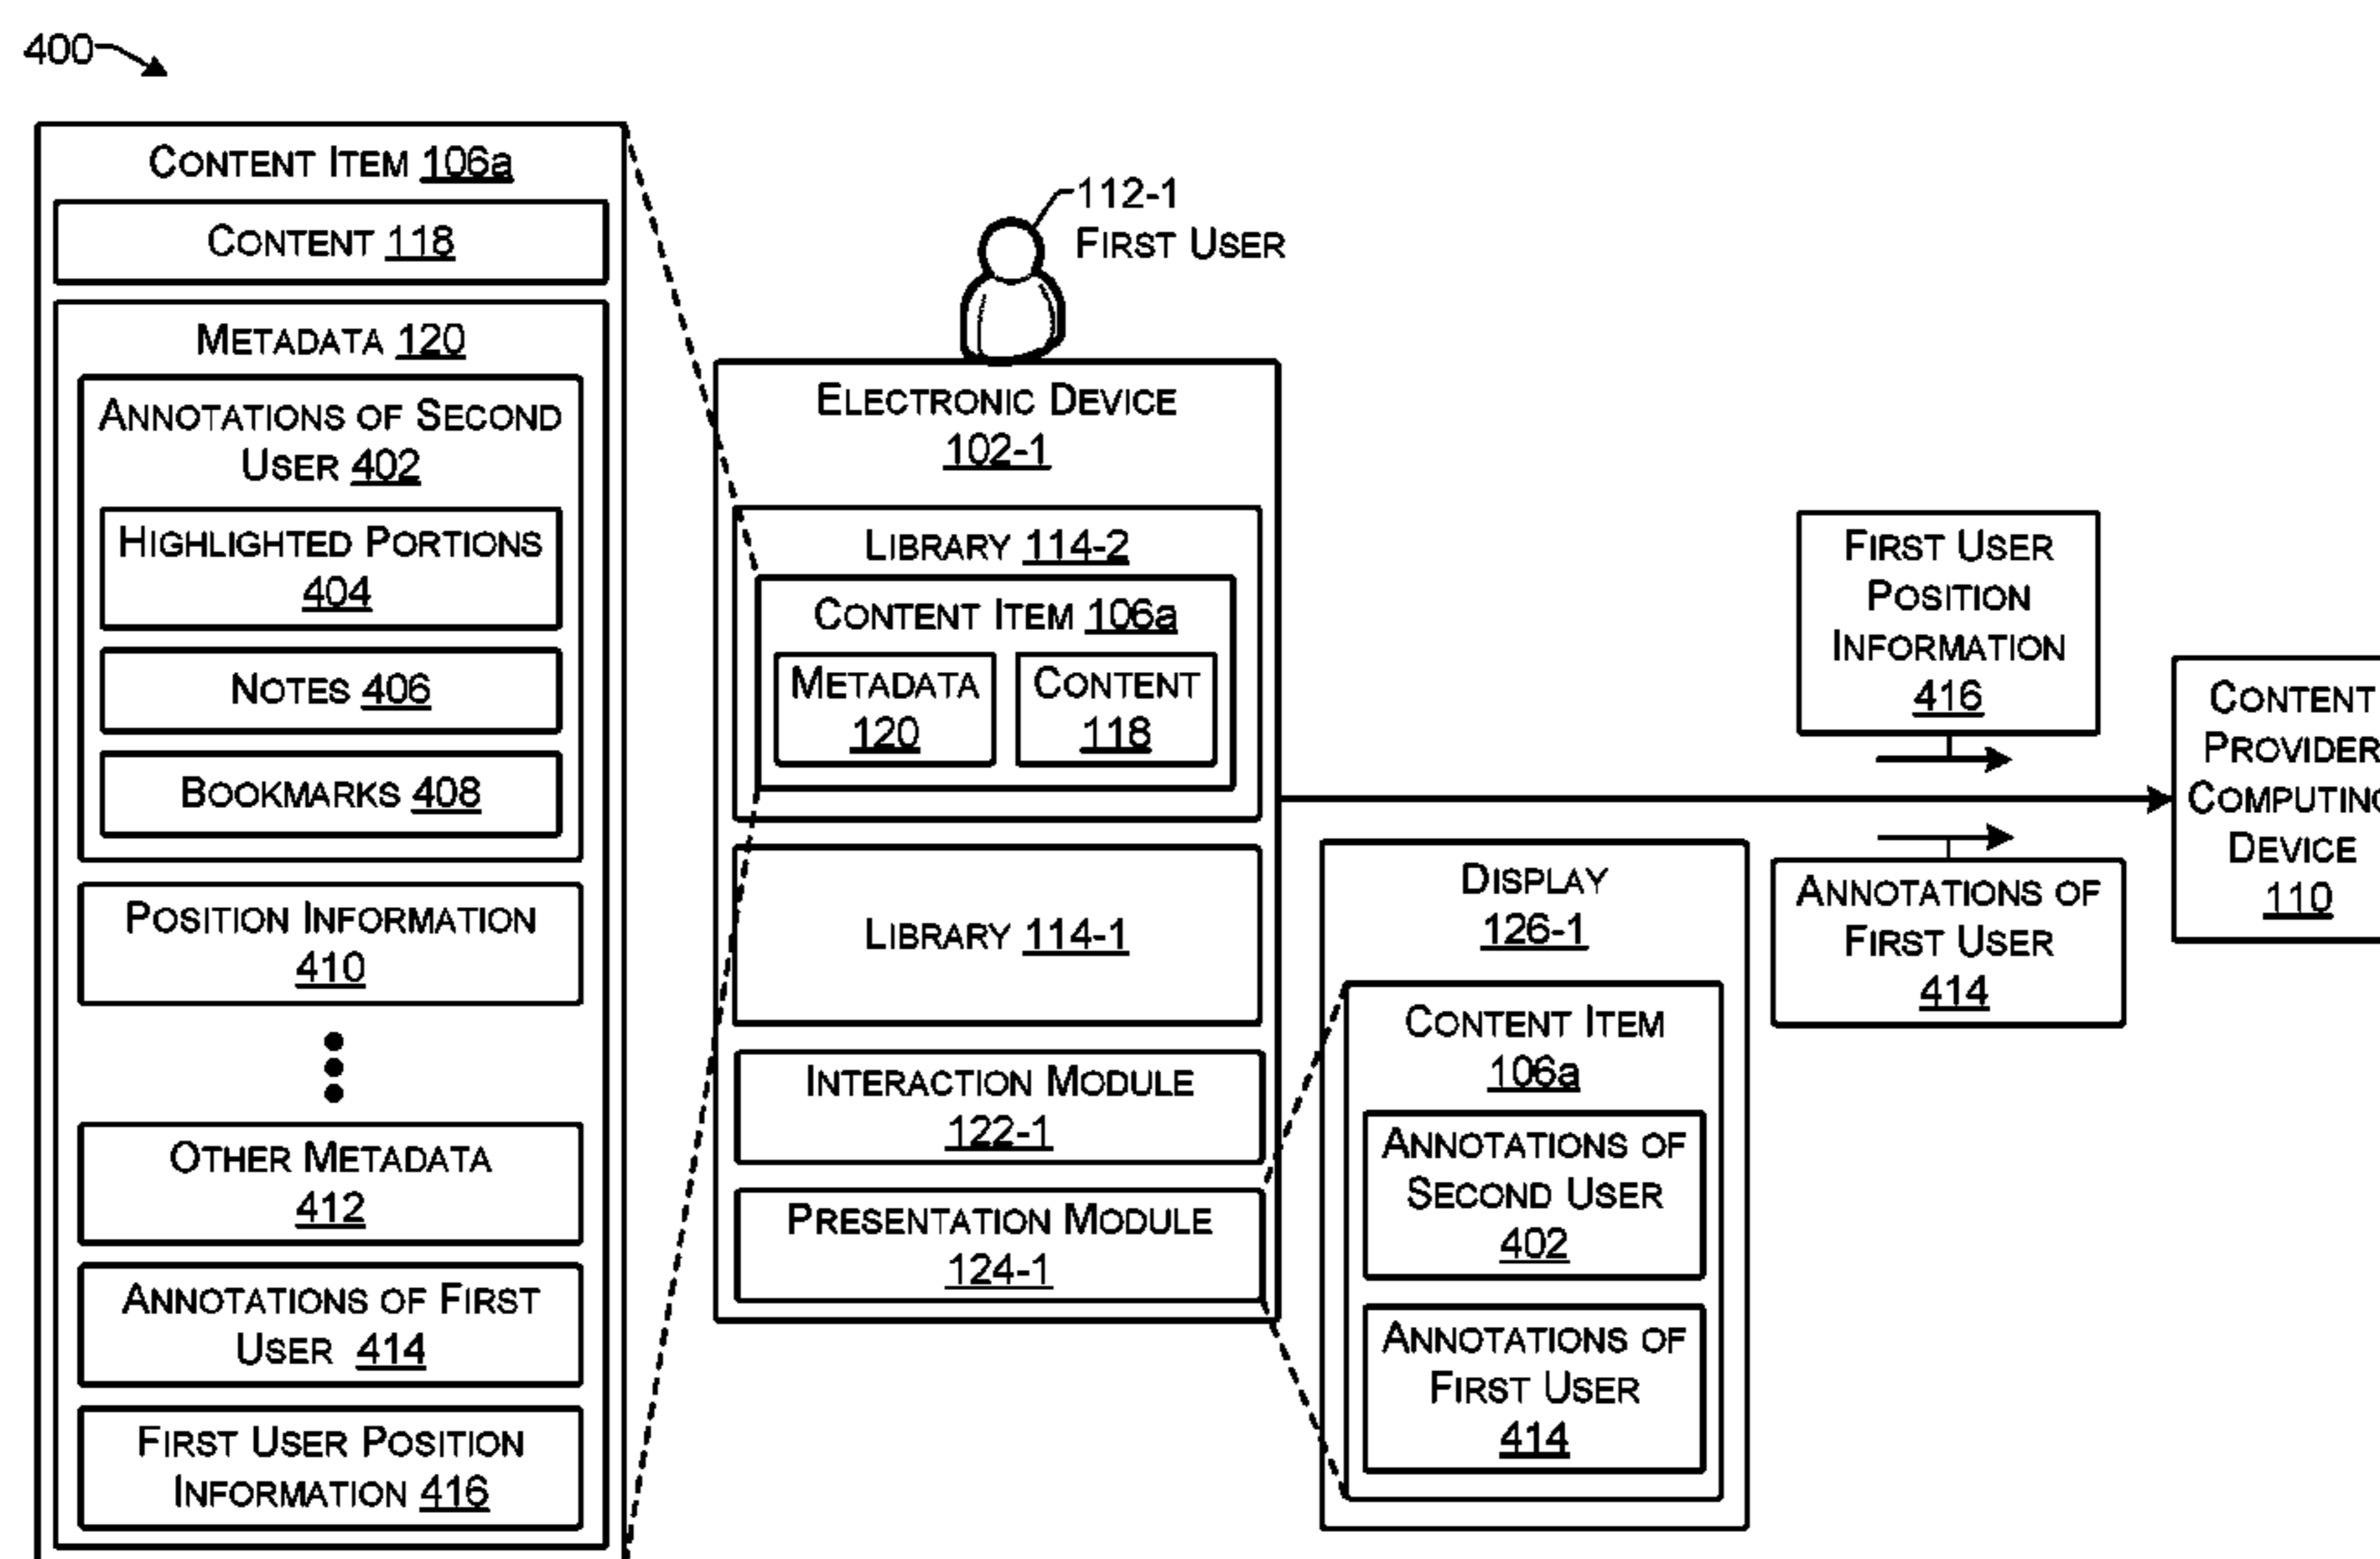 400
CONTENT ITEM 106a
CONTENT 118
METADATA 120
ANNOTATIONS OF SECOND
USER 402
HIGHLIGHTED PORTIONS
404
NOTES 406
BOOKMARKS 408
POSITION INFORMATION
410
OTHER METADATA
412
ANNOTATIONS OF FIRST
USER 414
FIRST USER POSITION
INFORMATION 416
112-1
FIRST USER
ELECTRONIC DEVICE
102-1
LIBRARY 114-2
CONTENT ITEM 106a
METADATA
120
CONTENT
118
LIBRARY 114-1
INTERACTION MODULE
122-1
PRESENTATION MODULE
124-1
DISPLAY
126-1
CONTENT ITEM
106a
ANNOTATIONS OF
SECOND USER
402
ANNOTATIONS OF
FIRST USER
414
FIRST USER
POSITION
INFORMATION
416
ANNOTATIONS OF
FIRST USER
414
CONTENT
PROVIDER
COMPUTING
DEVICE
110